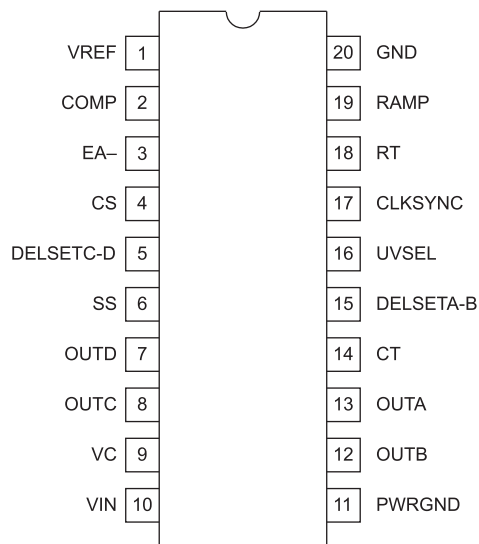 VREF 1 20 GND
COMP 2 19 RAMP
EA– 3 18 RT
CS 4 17 CLKSYNC
DELSETC-D 5 16 UVSEL
SS 6 15 DELSETA-B
OUTD 7 14 CT
OUTC 8 13 OUTA
VC 9 12 OUTB
VIN 10 11 PWRGND